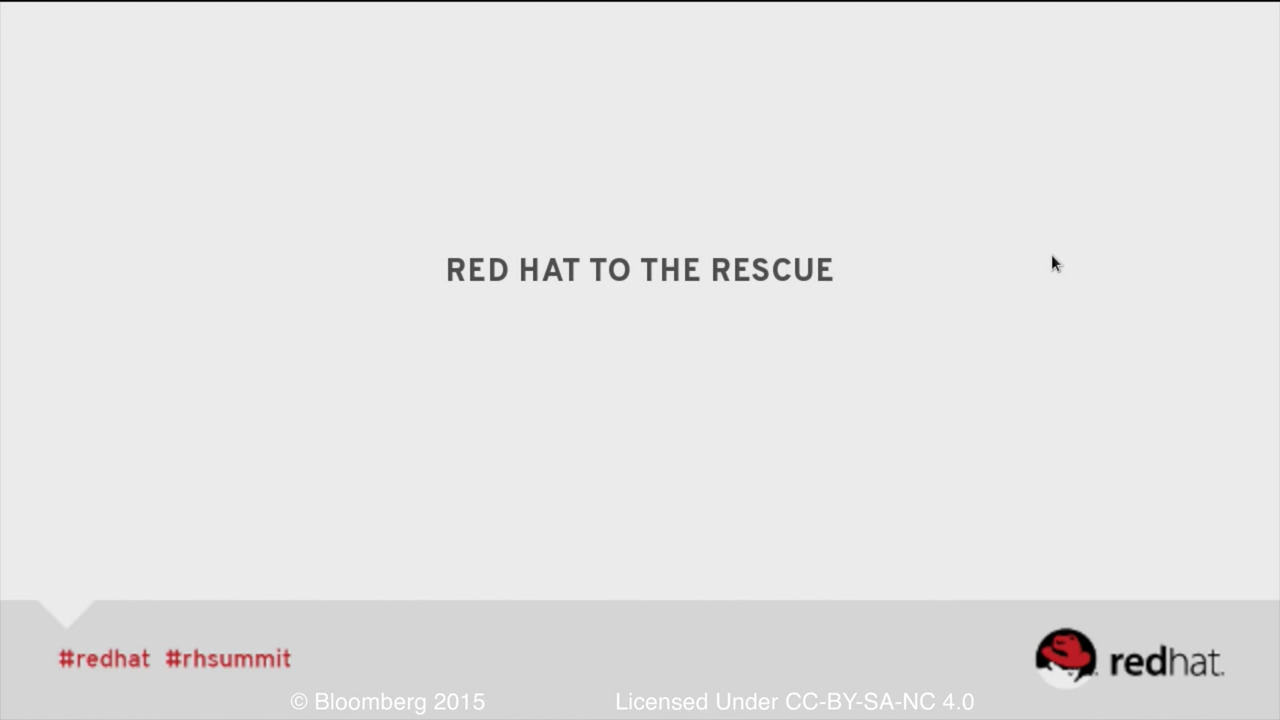 RED HAT TO THE RESCUE
#redhat #rhsummit
redhat.
© Bloomberg 2015 Licensed Under CC-BY-SA-NC 4.0